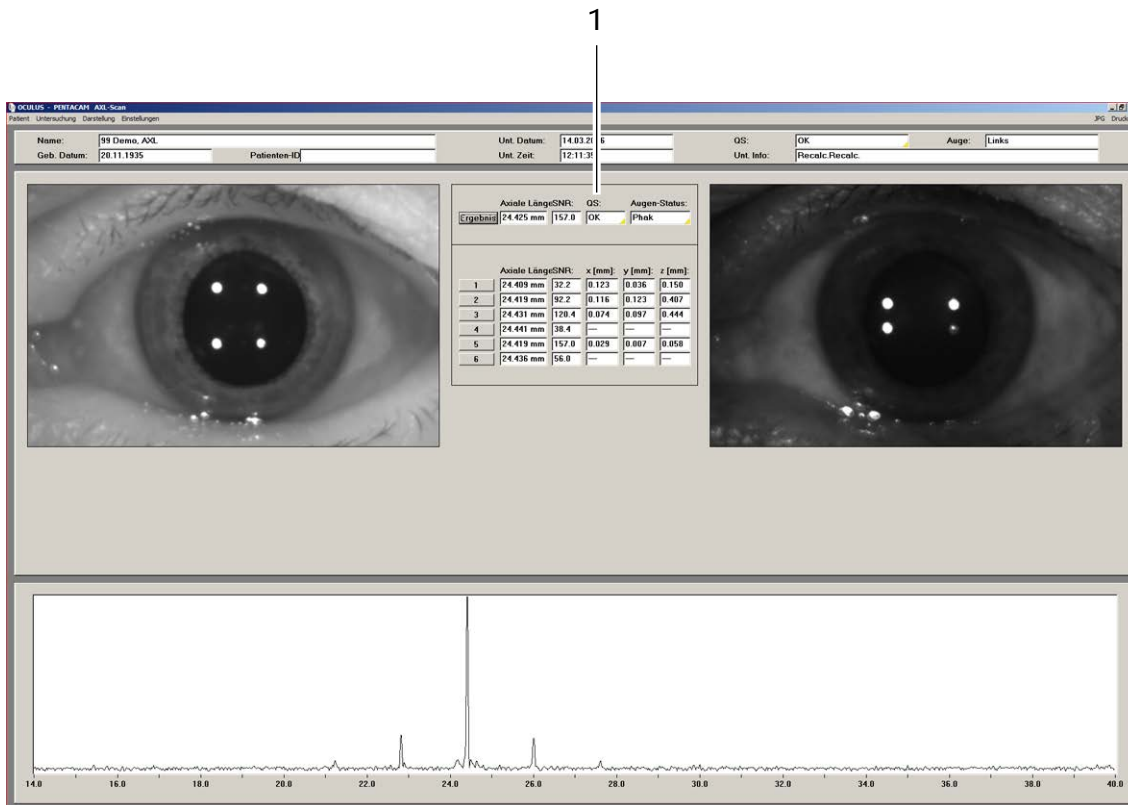 1
OCULUS - PENTACAM AXL-Scan
Patient Untersuchung Darstellung Einstellungen JPG Druck
Name: 99 Demo, AXL Unt. Datum: 14.03.2 6 QS: OK Auge: Links
Geb. Datum: 20.11.1935 Patienten-ID Unt. Zeit: 12:11:39 Unt. Info: Recalc.Recalc.
Axiale Länge SNR: QS: Augen-Status:
Ergebnis 24.425 mm 157.0 OK Phak
Axiale Länge SNR: x [mm]: y [mm]: z [mm]:
1 24.409 mm 32.2 0.123 0.036 0.150
2 24.419 mm 92.2 0.116 0.123 0.407
3 24.431 mm 120.4 0.074 0.097 0.444
4 24.441 mm 38.4 --- --- ---
5 24.419 mm 157.0 0.029 0.007 0.058
6 24.436 mm 56.0 --- --- ---
14.0 16.0 18.0 20.0 22.0 24.0 26.0 28.0 30.0 32.0 34.0 36.0 38.0 40.0